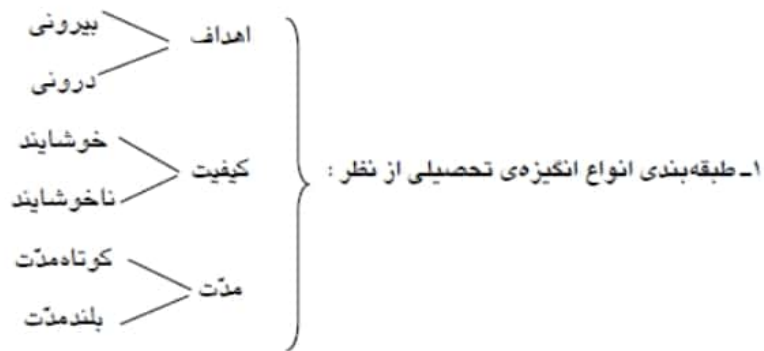 ۱ـ طبقه‌بندی انواع انگیزه‌ی تحصیلی از نظر :
اهداف
بیرونی
درونی
کیفیت
خوشایند
ناخوشایند
مدّت
کوتاه‌مدّت
بلندمدّت